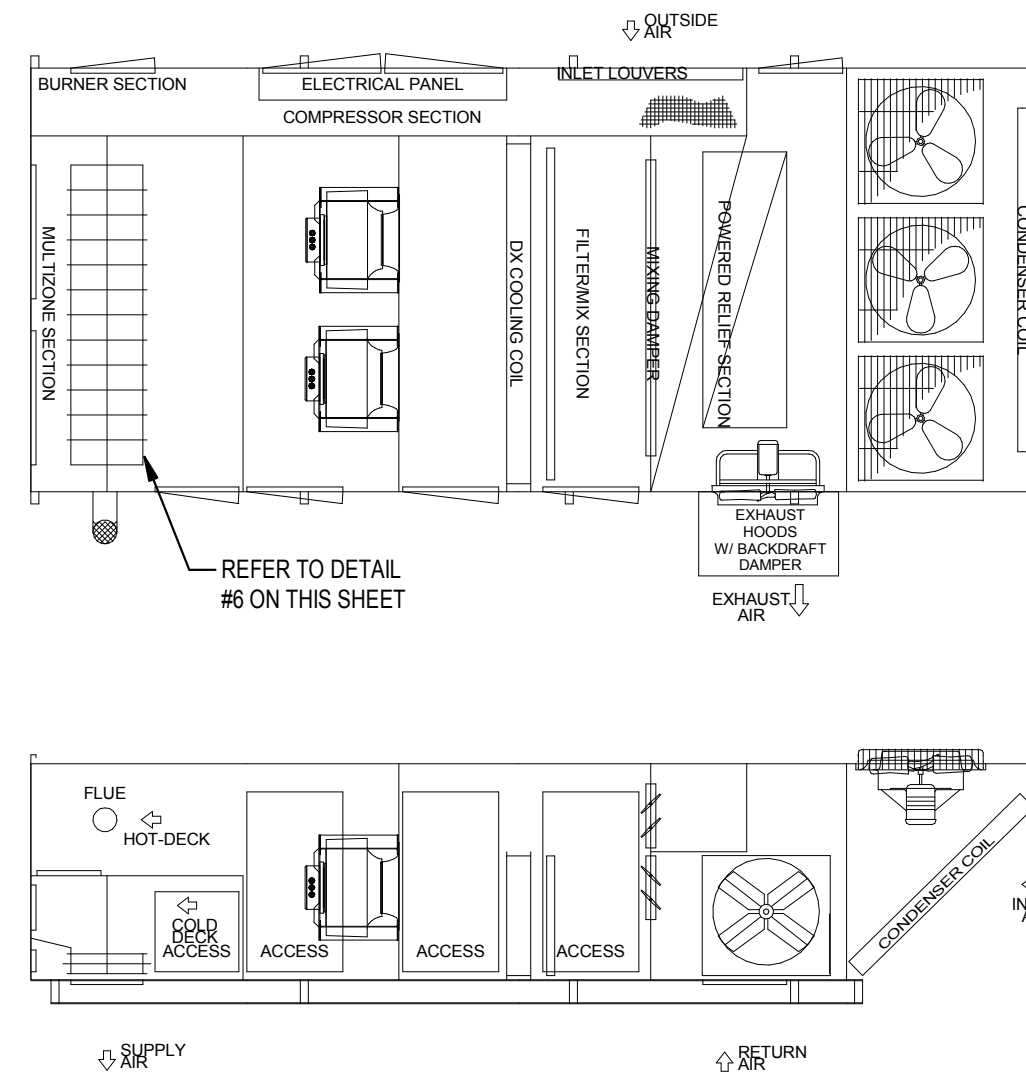 OUTSIDE
AIR
BURNER SECTION
ELECTRICAL PANEL
INLET LOUVERS
COMPRESSOR SECTION
MULTIZONE SECTION
DX COOLING COIL
FILTER/MIX SECTION
MIXING DAMPER
POWERED RELIEF SECTION
CONDENSER COIL
EXHAUST
HOODS
W/ BACKDRAFT
DAMPER
REFER TO DETAIL
#6 ON THIS SHEET
EXHAUST
AIR
FLUE
HOT-DECK
COLD
DECK
ACCESS
ACCESS
ACCESS
ACCESS
CONDENSER COIL
SUPPLY
AIR
RETURN
AIR